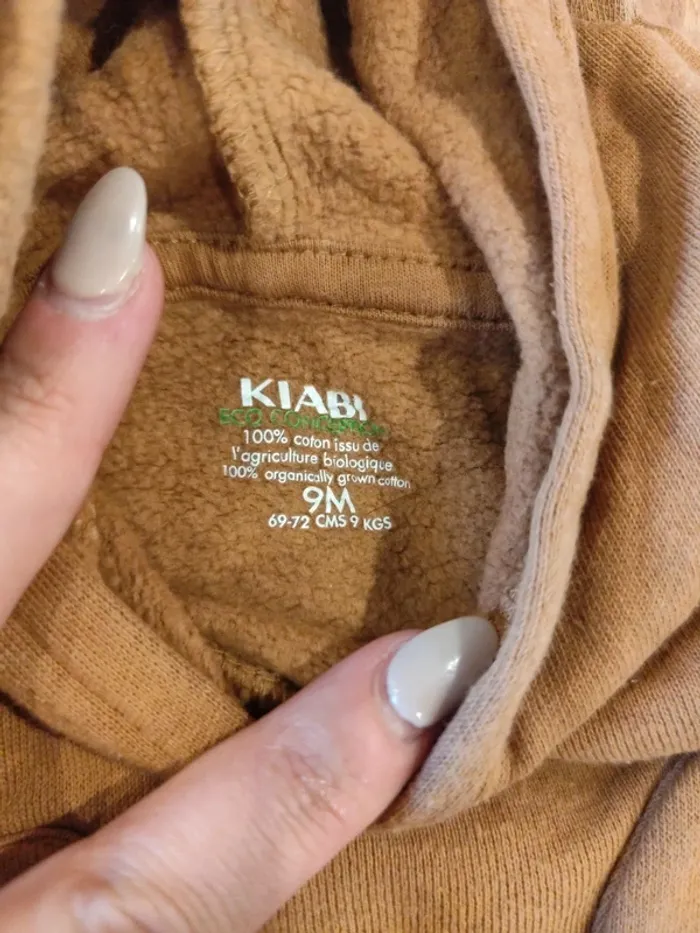 KIABI
ECO CONCEPTION
100% coton issu de
l'agriculture biologique
100% organically grown cotton
9M
69-72 CMS 9 KGS